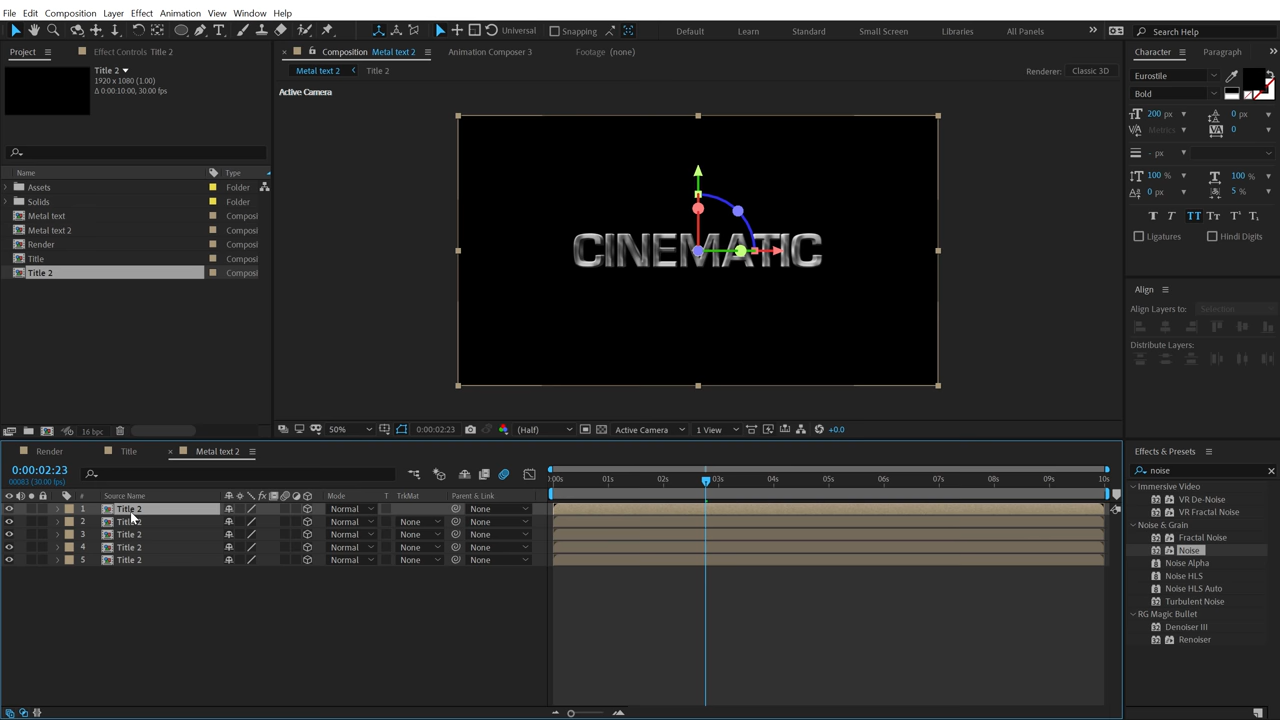 File Edit Composition Layer Effect Animation View Window Help
Universal Snapping Default Learn Standard Small Screen Libraries All Panels Search Help
Project Effect Controls Title 2
Title 2
1920 x 1080 (1.00)
Δ 0:00:10:00, 30.00 fps
Name Type
Assets Folder
Solids Folder
Metal text Composi
Metal text 2 Composi
Render Composi
Title Composi
Title 2 Composi
16 bpc
Composition Metal text 2 Animation Composer 3 Footage (none)
Metal text 2 Title 2 Renderer: Classic 3D
Active Camera
CINEMATIC
50% 0:00:02:23 (Half) Active Camera 1 View +0.0
Character Paragraph
Eurostile
Bold
200 px 0 px
Metrics 0
- px
100 % 100 %
0 px 5 %
T T TT Tt T¹ T₁
Ligatures Hindi Digits
Align
Align Layers to: Selection
Distribute Layers:
Render Title Metal text 2
0:00:02:23
00083 (30.00 fps)
# Source Name fx Mode T TrkMat Parent & Link
01s 02s 03s 04s 05s 06s 07s 08s 09s 10s
1 Title 2 Normal None
2 Title 2 Normal None None
3 Title 2 Normal None None
4 Title 2 Normal None None
5 Title 2 Normal None None
Effects & Presets
noise
Immersive Video
VR De-Noise
VR Fractal Noise
Noise & Grain
Fractal Noise
Noise
Noise Alpha
Noise HLS
Noise HLS Auto
Turbulent Noise
RG Magic Bullet
Denoiser III
Renoiser